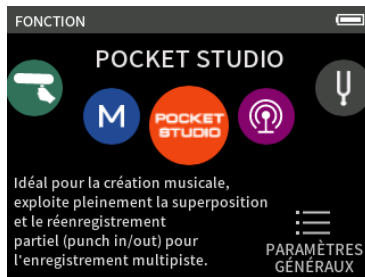 FONCTION
POCKET STUDIO
M
POCKET
STUDIO
Idéal pour la création musicale,
exploite pleinement la superposition
et le réenregistrement
partiel (punch in/out) pour
l'enregistrement multipiste.
PARAMÈTRES
GÉNÉRAUX